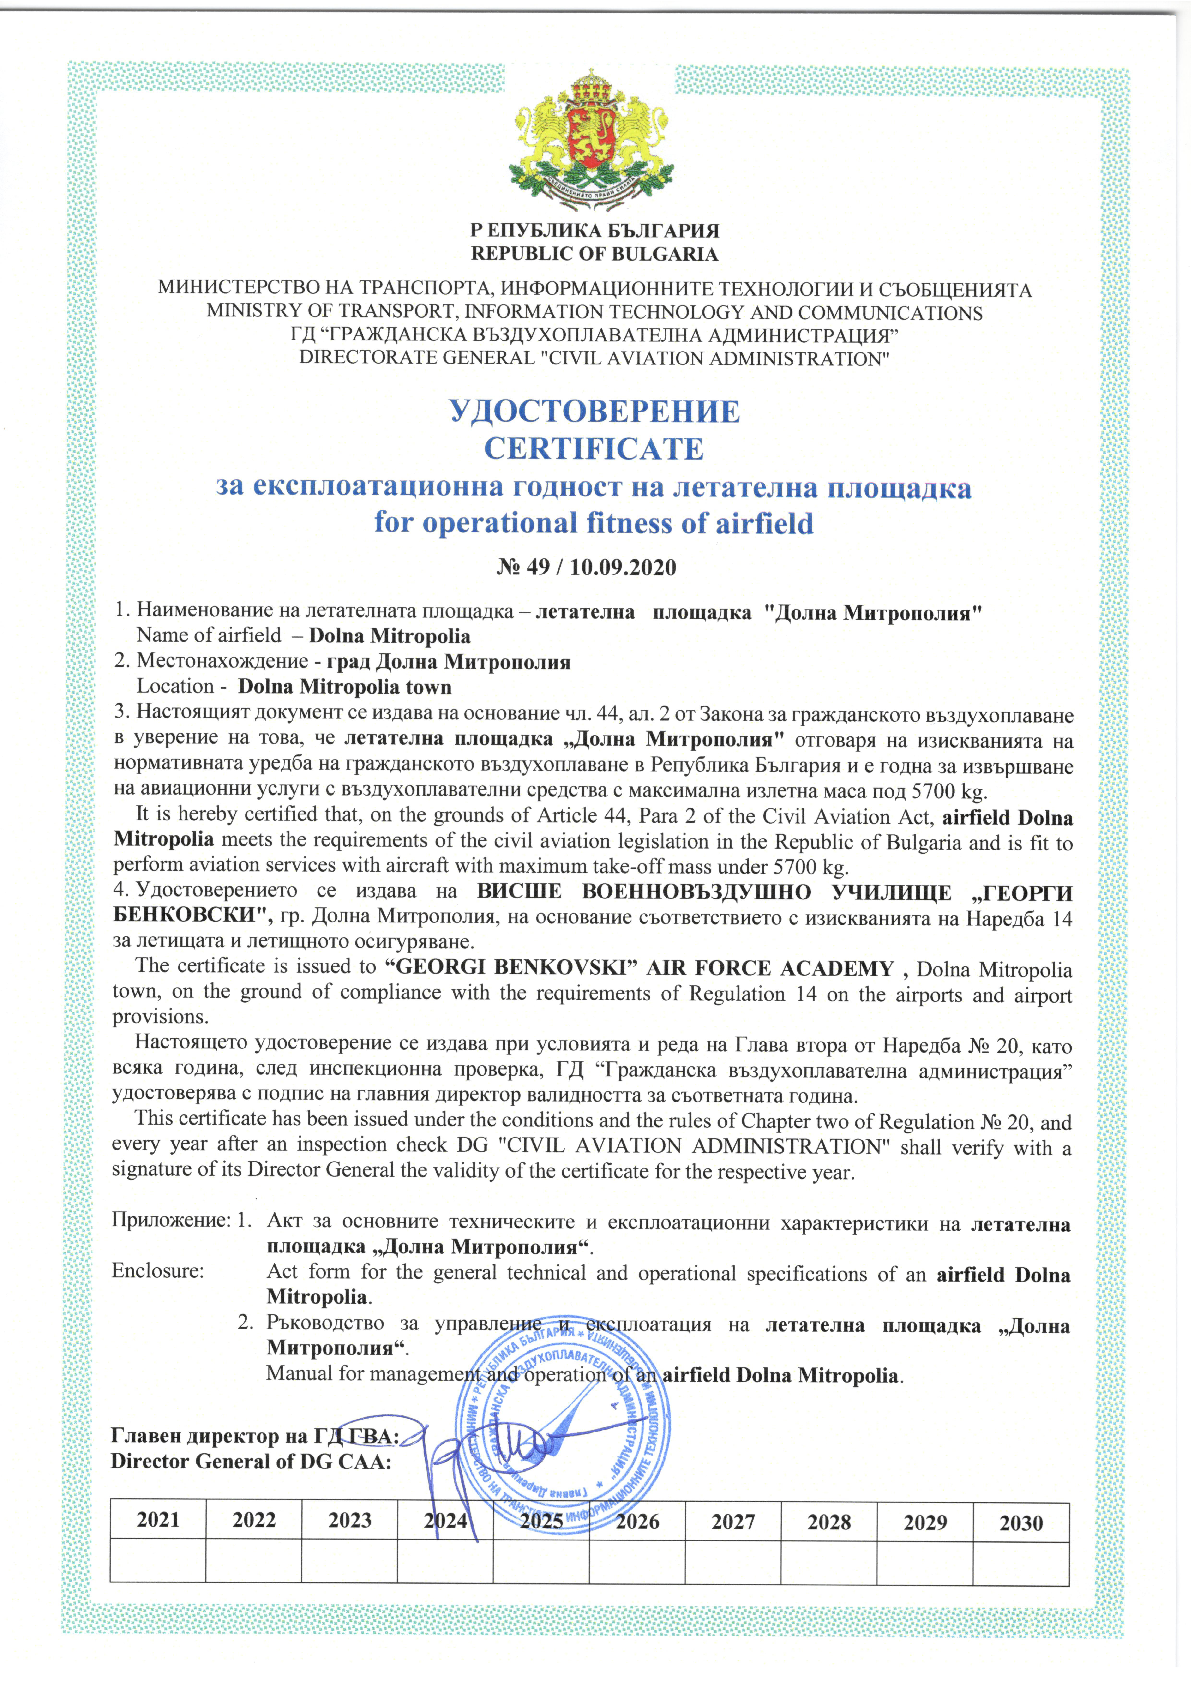 СЪЕДИНЕНИЕТО ПРАВИ СИЛАТА
Р ЕПУБЛИКА БЪЛГАРИЯ
REPUBLIC OF BULGARIA
МИНИСТЕРСТВО НА ТРАНСПОРТА, ИНФОРМАЦИОННИТЕ ТЕХНОЛОГИИ И СЪОБЩЕНИЯТА
MINISTRY OF TRANSPORT, INFORMATION TECHNOLOGY AND COMMUNICATIONS
ГД “ГРАЖДАНСКА ВЪЗДУХОПЛАВАТЕЛНА АДМИНИСТРАЦИЯ”
DIRECTORATE GENERAL "CIVIL AVIATION ADMINISTRATION"
УДОСТОВЕРЕНИЕ
CERTIFICATE
за експлоатационна годност на летателна площадка
for operational fitness of airfield
№ 49 / 10.09.2020
1. Наименование на летателната площадка – летателна площадка "Долна Митрополия"
Name of airfield – Dolna Mitropolia
2. Местонахождение - град Долна Митрополия
Location - Dolna Mitropolia town
3. Настоящият документ се издава на основание чл. 44, ал. 2 от Закона за гражданското въздухоплаване
в уверение на това, че летателна площадка „Долна Митрополия" отговаря на изискванията на
нормативната уредба на гражданското въздухоплаване в Република България и е годна за извършване
на авиационни услуги с въздухоплавателни средства с максимална излетна маса под 5700 kg.
It is hereby certified that, on the grounds of Article 44, Para 2 of the Civil Aviation Act, airfield Dolna
Mitropolia meets the requirements of the civil aviation legislation in the Republic of Bulgaria and is fit to
perform aviation services with aircraft with maximum take-off mass under 5700 kg.
4. Удостоверението се издава на ВИСШЕ ВОЕННОВЪЗДУШНО УЧИЛИЩЕ „ГЕОРГИ
БЕНКОВСКИ", гр. Долна Митрополия, на основание съответствието с изискванията на Наредба 14
за летищата и летищното осигуряване.
The certificate is issued to “GEORGI BENKOVSKI” AIR FORCE ACADEMY , Dolna Mitropolia
town, on the ground of compliance with the requirements of Regulation 14 on the airports and airport
provisions.
Настоящето удостоверение се издава при условията и реда на Глава втора от Наредба № 20, като
всяка година, след инспекционна проверка, ГД “Гражданска въздухоплавателна администрация”
удостоверява с подпис на главния директор валидността за съответната година.
This certificate has been issued under the conditions and the rules of Chapter two of Regulation № 20, and
every year after an inspection check DG "CIVIL AVIATION ADMINISTRATION" shall verify with a
signature of its Director General the validity of the certificate for the respective year.
Приложение: 1. Акт за основните техническите и експлоатационни характеристики на летателна
площадка „Долна Митрополия“.
Enclosure: Act form for the general technical and operational specifications of an airfield Dolna
Mitropolia.
2. Ръководство за управление и експлоатация на летателна площадка „Долна
Митрополия“.
Manual for management and operation of an airfield Dolna Mitropolia.
Главен директор на ГД ГВА:
Director General of DG CAA:
2021 2022 2023 2024 2025 2026 2027 2028 2029 2030